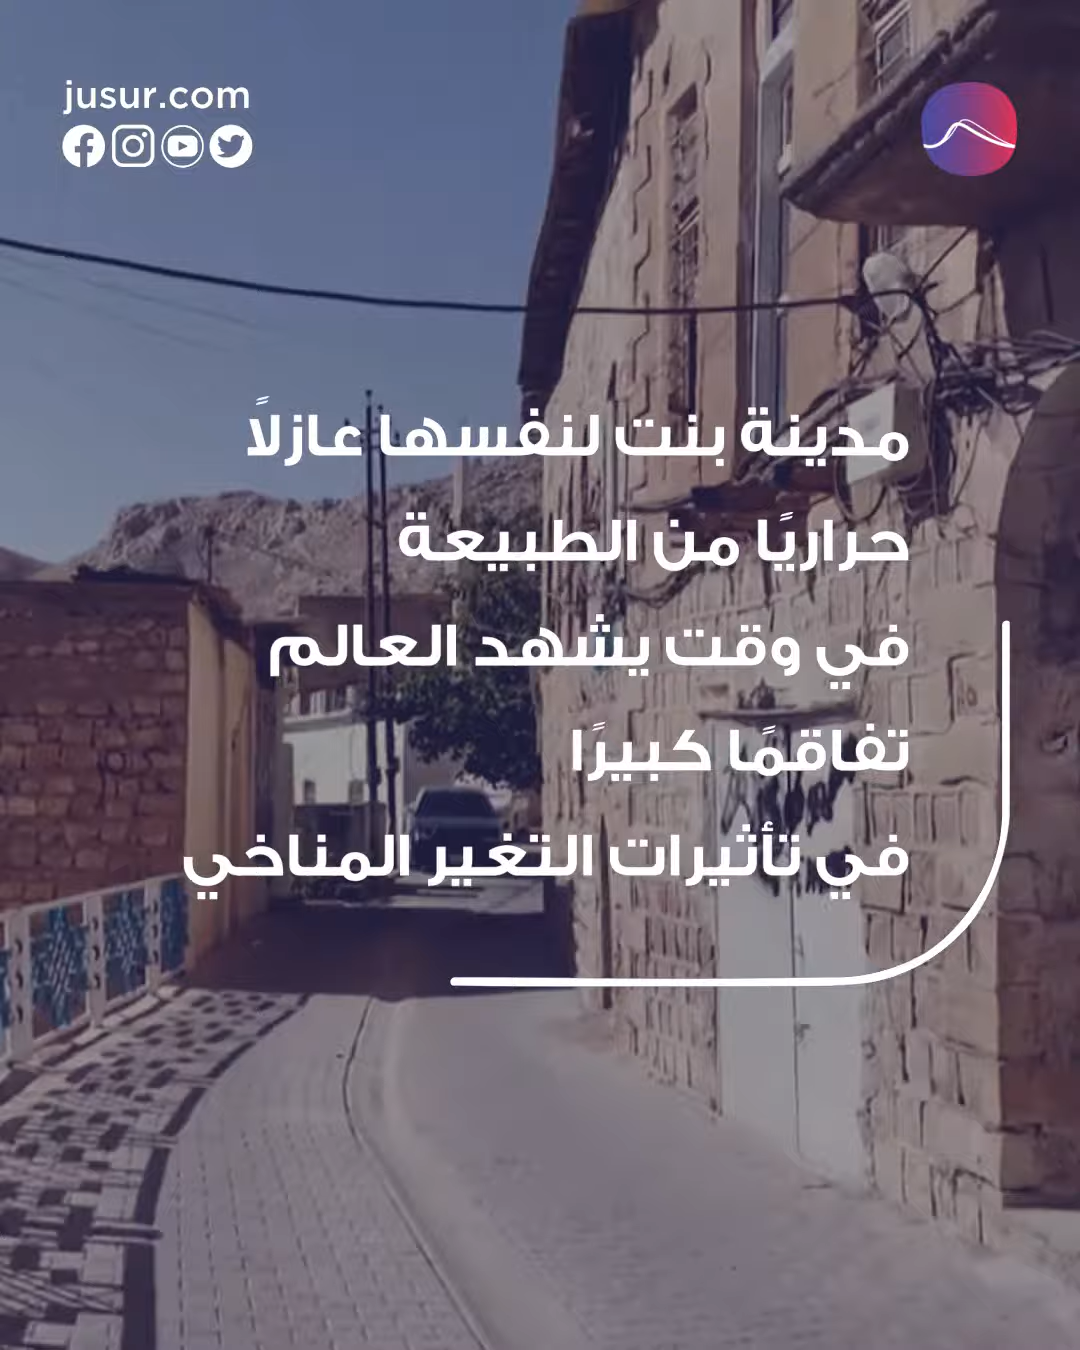 jusur.com
مدينة بنت لنفسها عازلاً
حراريًا من الطبيعة
في وقت يشهد العالم
تفاقمًا كبيرًا
في تأثيرات التغير المناخي